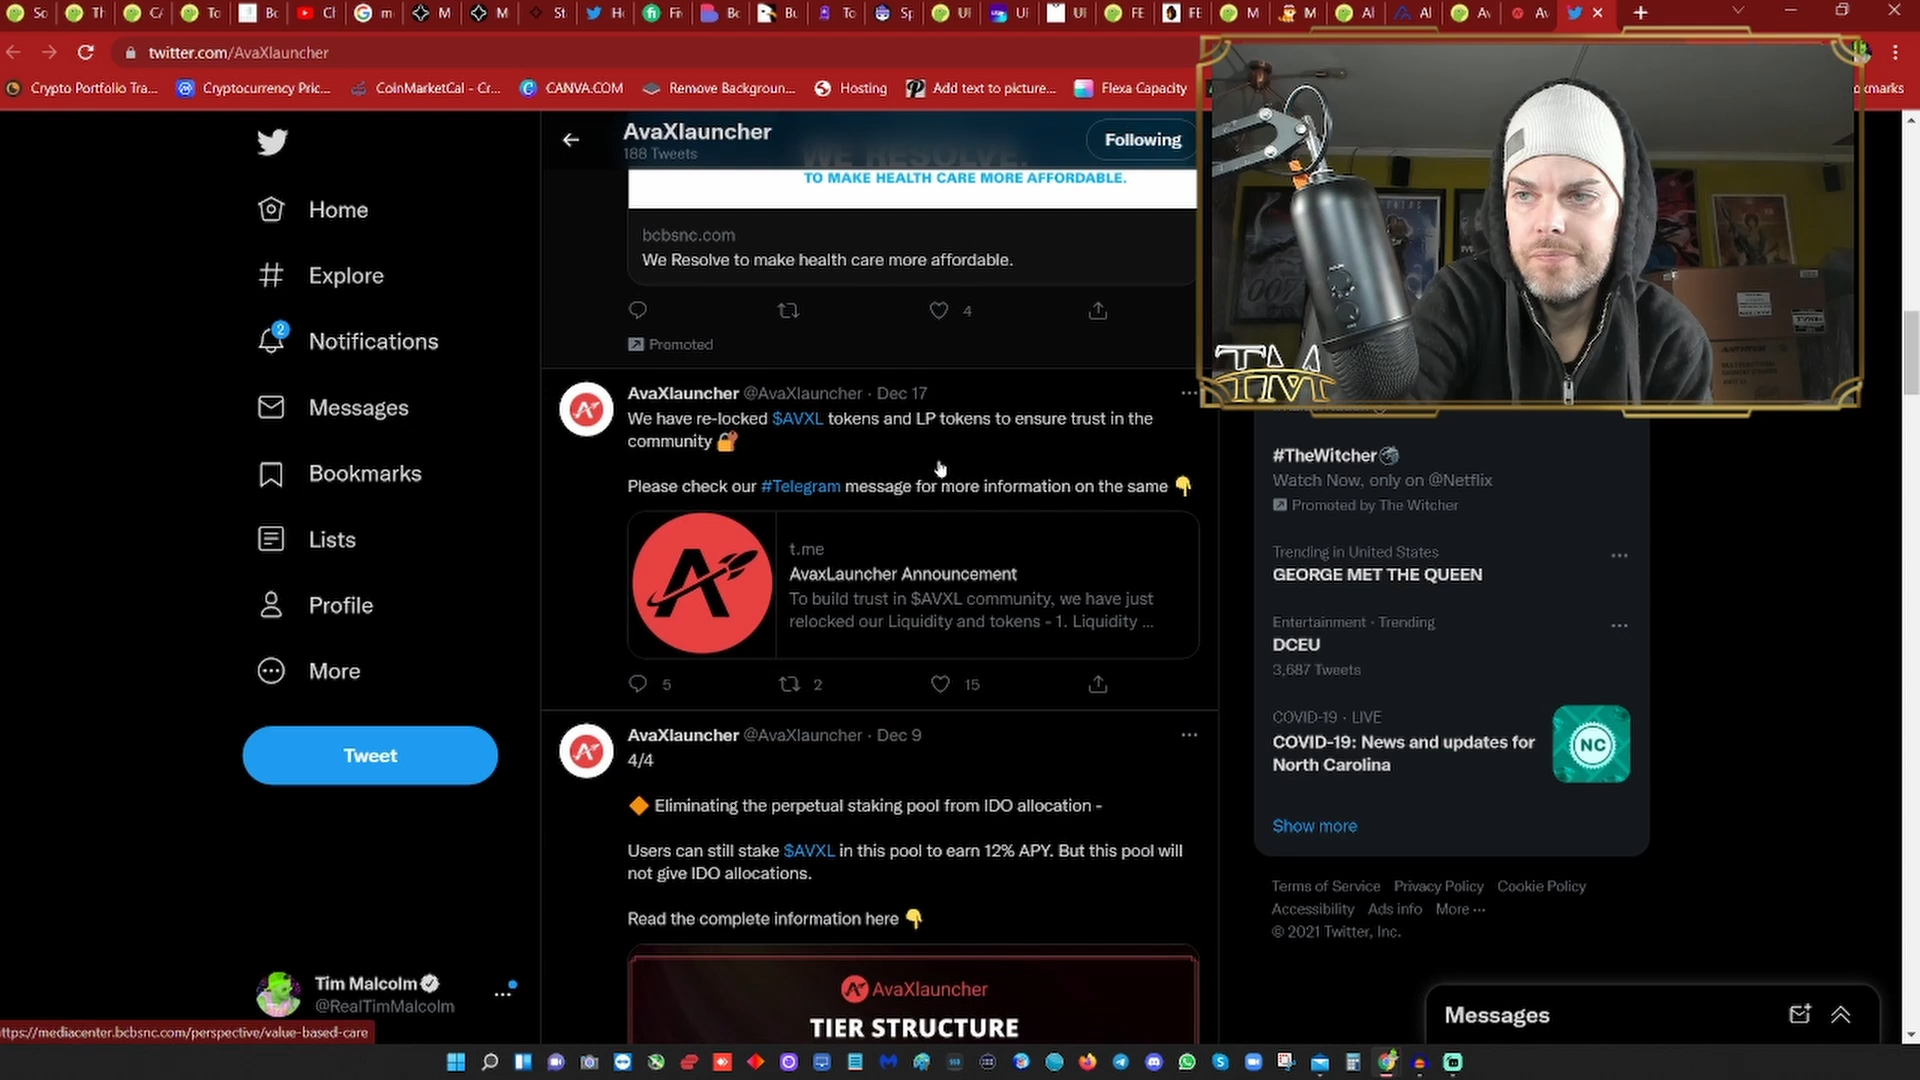 twitter.com/AvaXlauncher
Crypto Portfolio Tra...
Cryptocurrency Pric...
CoinMarketCal - Cr...
CANVA.COM
Remove Backgroun...
Hosting
Add text to picture...
Flexa Capacity
okmarks
AvaXlauncher
188 Tweets
Following
WE RESOLVE.
TO MAKE HEALTH CARE MORE AFFORDABLE.
bcbsnc.com
We Resolve to make health care more affordable.
4
Promoted
Home
Explore
2
Notifications
Messages
Bookmarks
Lists
Profile
More
Tweet
AvaXlauncher @AvaXlauncher · Dec 17
We have re-locked $AVXL tokens and LP tokens to ensure trust in the
community 🔐
Please check our #Telegram message for more information on the same 👇
t.me
AvaxLauncher Announcement
To build trust in $AVXL community, we have just
relocked our Liquidity and tokens - 1. Liquidity ...
5 2 15
AvaXlauncher @AvaXlauncher · Dec 9
4/4
🔶 Eliminating the perpetual staking pool from IDO allocation -
Users can still stake $AVXL in this pool to earn 12% APY. But this pool will
not give IDO allocations.
Read the complete information here 👇
AvaXlauncher
TIER STRUCTURE
007
TM
#TheWitcher
Watch Now, only on @Netflix
Promoted by The Witcher
Trending in United States
GEORGE MET THE QUEEN
Entertainment · Trending
DCEU
3,687 Tweets
COVID-19 · LIVE
COVID-19: News and updates for
North Carolina
NC
Show more
Terms of Service Privacy Policy Cookie Policy
Accessibility Ads info More ···
© 2021 Twitter, Inc.
Tim Malcolm
@RealTimMalcolm
Messages
https://mediacenter.bcbsnc.com/perspective/value-based-care